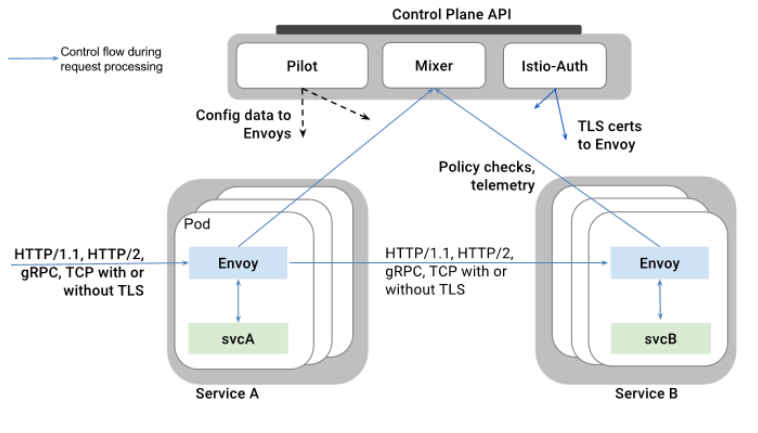 Control Plane API
Control flow during
request processing
Pilot
Mixer
Istio-Auth
Config data to
Envoys
TLS certs
to Envoy
Policy checks,
telemetry
Pod
HTTP/1.1, HTTP/2,
gRPC, TCP with or
without TLS
Envoy
HTTP/1.1, HTTP/2,
gRPC, TCP with or
without TLS
Envoy
svcA
svcB
Service A
Service B